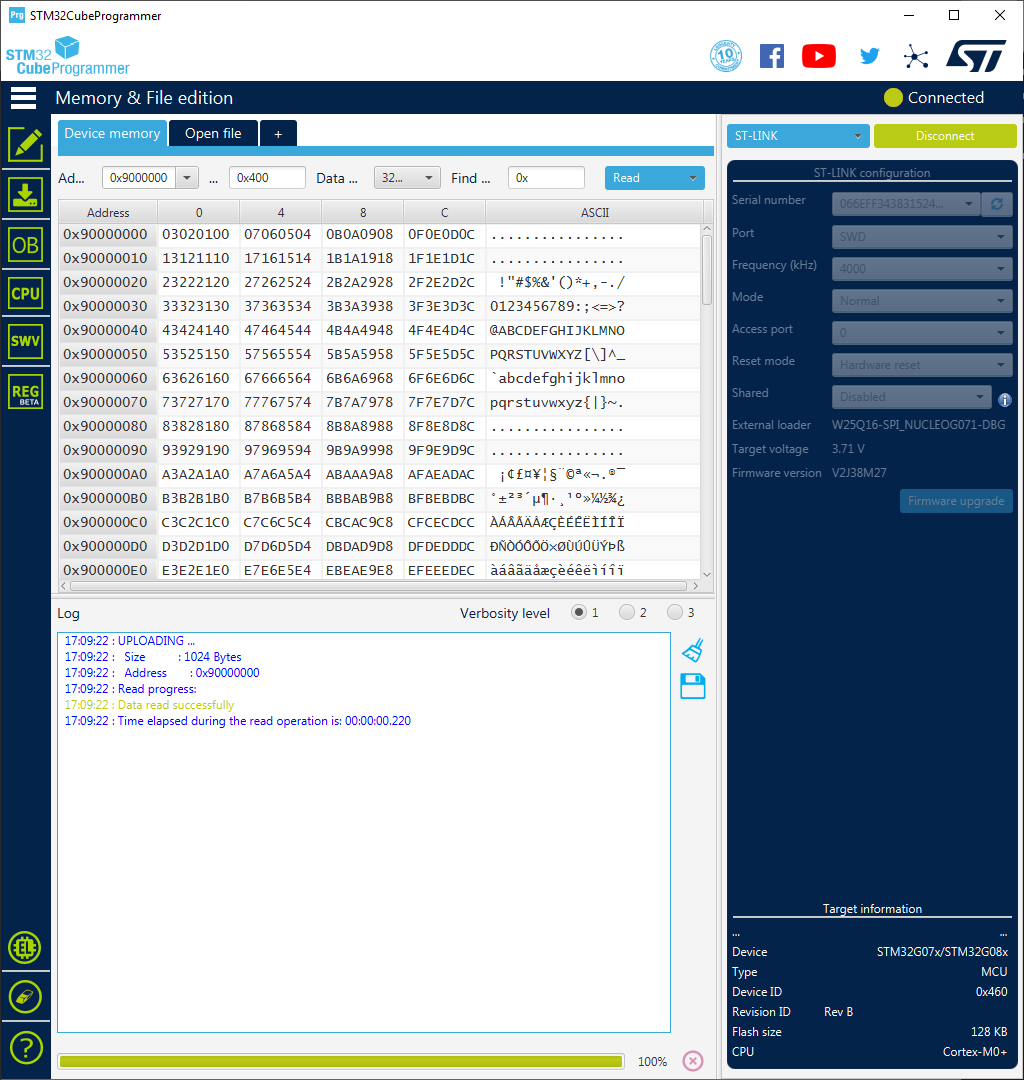 Prg STM32CubeProgrammer
STM32
CubeProgrammer
10 YEARS
ST
Memory & File edition
Connected
Device memory
Open file
+
Ad... 0x9000000 ... 0x400 Data ... 32... Find ... 0x Read
Address 0 4 8 C ASCII
0x90000000 03020100 07060504 0B0A0908 0F0E0D0C ................
0x90000010 13121110 17161514 1B1A1918 1F1E1D1C ................
0x90000020 23222120 27262524 2B2A2928 2F2E2D2C !"#$%&'()*+,-./
0x90000030 33323130 37363534 3B3A3938 3F3E3D3C 0123456789:;<=>?
0x90000040 43424140 47464544 4B4A4948 4F4E4D4C @ABCDEFGHIJKLMNO
0x90000050 53525150 57565554 5B5A5958 5F5E5D5C PQRSTUVWXYZ[\]^_
0x90000060 63626160 67666564 6B6A6968 6F6E6D6C `abcdefghijklmno
0x90000070 73727170 77767574 7B7A7978 7F7E7D7C pqrstuvwxyz{|}~.
0x90000080 83828180 87868584 8B8A8988 8F8E8D8C ................
0x90000090 93929190 97969594 9B9A9998 9F9E9D9C ................
0x900000A0 A3A2A1A0 A7A6A5A4 ABAAA9A8 AFAEADAC ¡¢£¤¥¦§¨©ª«¬.®¯
0x900000B0 B3B2B1B0 B7B6B5B4 BBBAB9B8 BFBEBDBC °±²³´µ¶·¸¹º»¼½¾¿
0x900000C0 C3C2C1C0 C7C6C5C4 CBCAC9C8 CFCECDCC ÀÁÂÃÄÅÆÇÈÉÊËÌÍÎÏ
0x900000D0 D3D2D1D0 D7D6D5D4 DBDAD9D8 DFDEDDDC ÐÑÒÓÔÕÖ×ØÙÚÛÜÝÞß
0x900000E0 E3E2E1E0 E7E6E5E4 EBEAE9E8 EFEEEDEC àáâãäåæçèéêëìíîï
Log
Verbosity level 1 2 3
17:09:22 : UPLOADING ...
17:09:22 : Size : 1024 Bytes
17:09:22 : Address : 0x90000000
17:09:22 : Read progress:
17:09:22 : Data read successfully
17:09:22 : Time elapsed during the read operation is: 00:00:00.220
100%
OB
CPU
SWV
REG
BETA
EL
?
ST-LINK
Disconnect
ST-LINK configuration
Serial number 066EFF343831524...
Port SWD
Frequency (kHz) 4000
Mode Normal
Access port 0
Reset mode Hardware reset
Shared Disabled
External loader W25Q16-SPI_NUCLEOG071-DBG
Target voltage 3.71 V
Firmware version V2J38M27
Firmware upgrade
Target information
... ...
Device STM32G07x/STM32G08x
Type MCU
Device ID 0x460
Revision ID Rev B
Flash size 128 KB
CPU Cortex-M0+